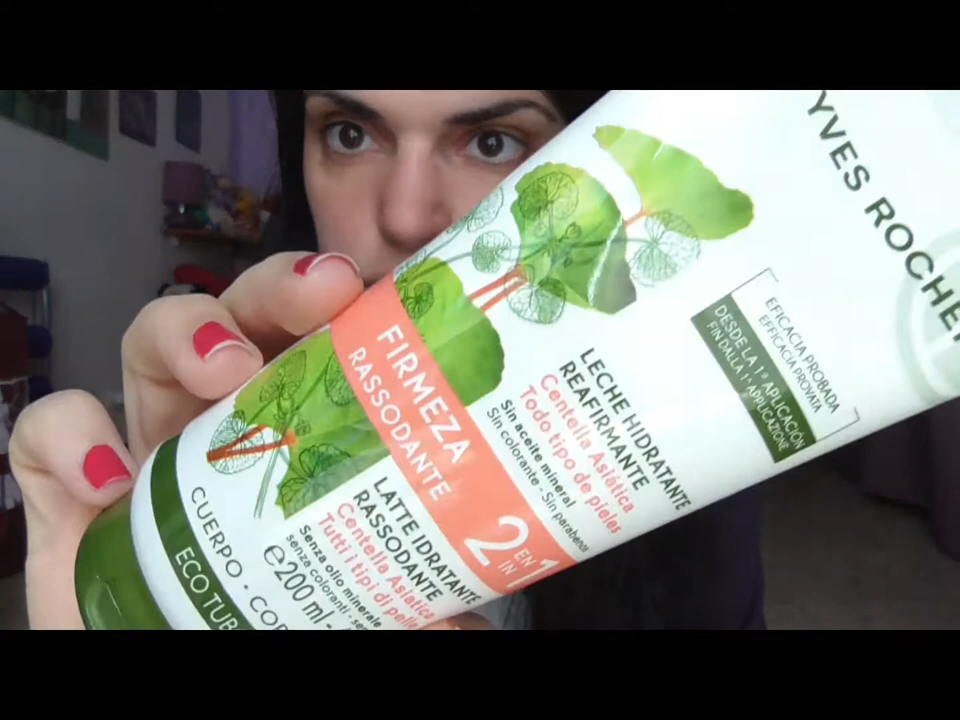 YVES ROCHER
EFICACIA PROBADA
EFFICACIA PROVATA
DESDE LA 1ª APLICACIÓN
FIN DALLA 1ª APPLICAZIONE
LECHE HIDRATANTE
REAFIRMANTE
Centella Asiática
Todo tipo de pieles
Sin aceite mineral
Sin colorante - Sin parabenos
FIRMEZA
RASSODANTE
2 EN 1
IN
LATTE IDRATANTE
RASSODANTE
Centella Asiatica
Tutti i tipi di pelle
Senza olio minerale
senza coloranti -
CUERPO •
e200 ml -
ECO TUBE